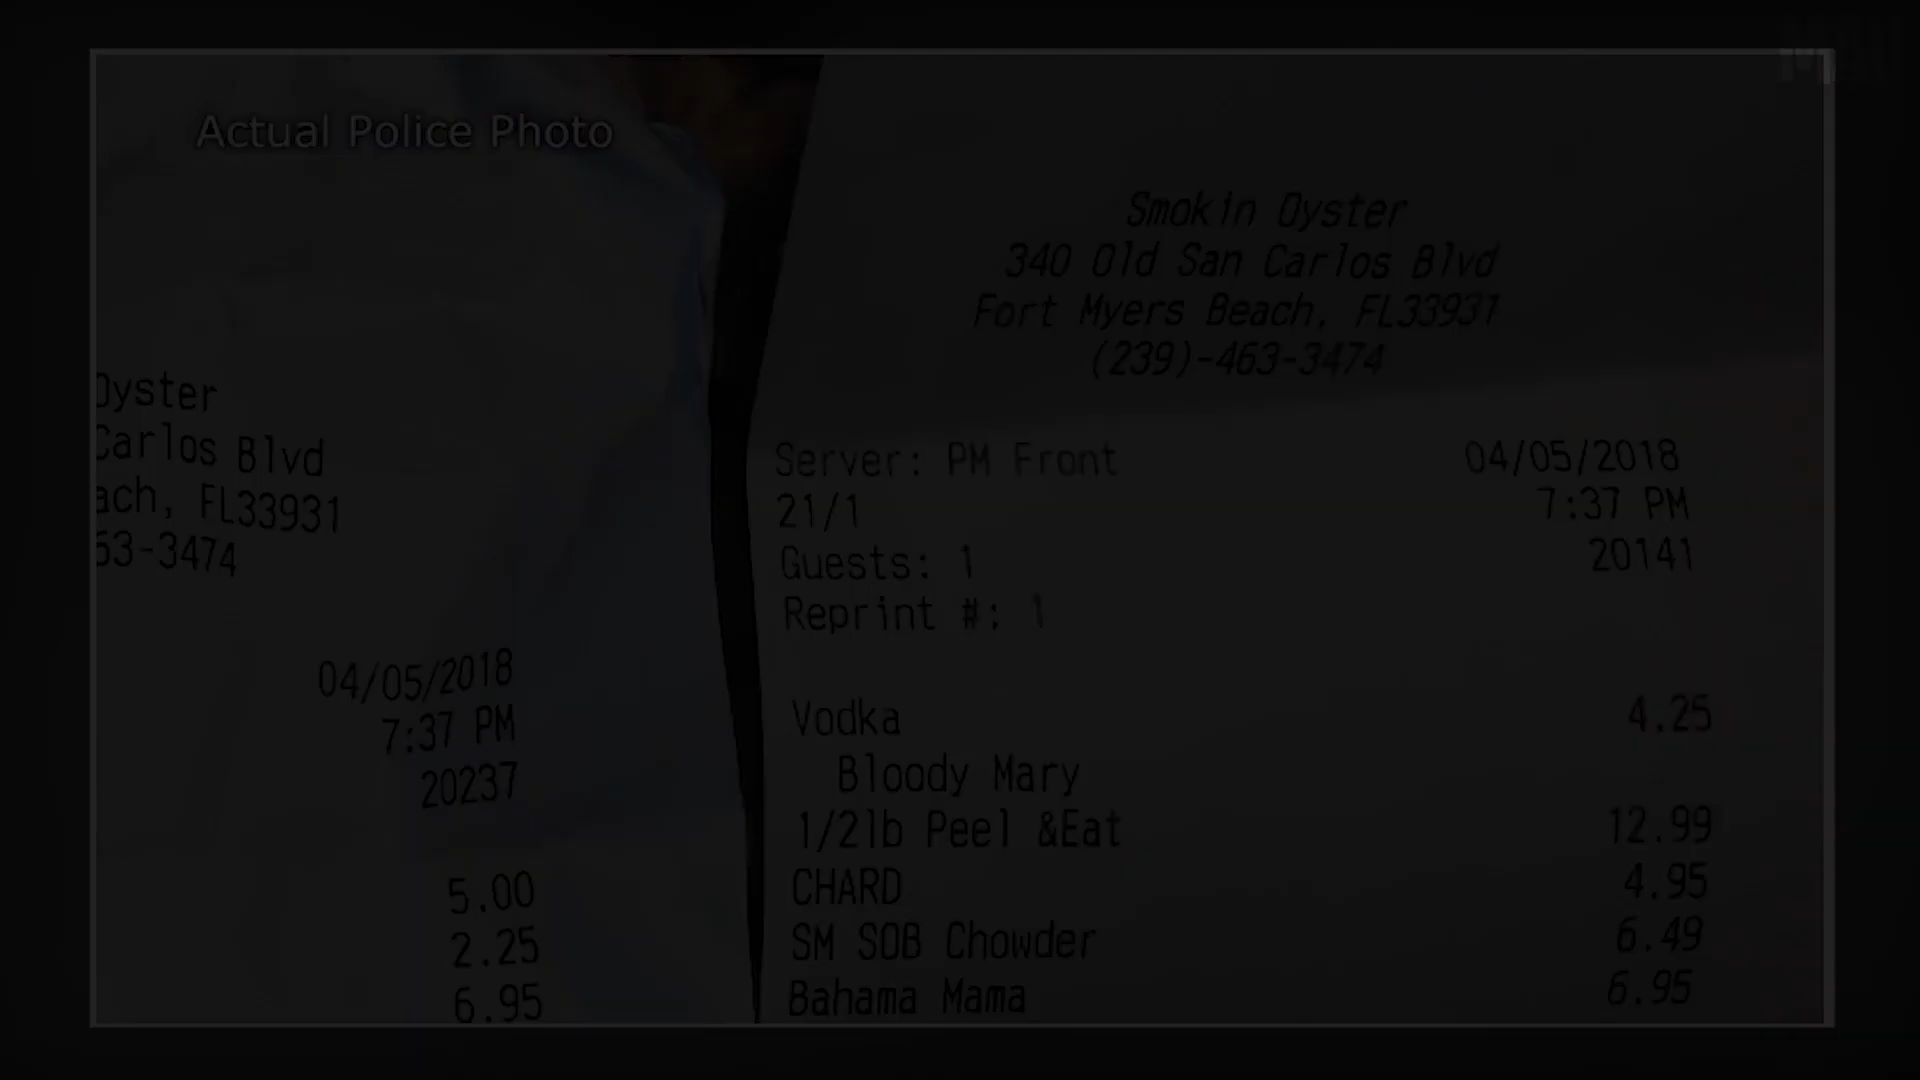 Actual Police Photo
Oyster
Carlos Blvd
ach, FL33931
63-3474
04/05/2018
7:37 PM
20237
5.00
2.25
6.95
Smokin Oyster
340 Old San Carlos Blvd
Fort Myers Beach, FL33931
(239)-463-3474
Server: PM Front 04/05/2018
21/1 7:37 PM
Guests: 1 20141
Reprint #: 1
Vodka 4.25
Bloody Mary
1/2lb Peel &Eat 12.99
CHARD 4.95
SM SOB Chowder 6.49
Bahama Mama 6.95